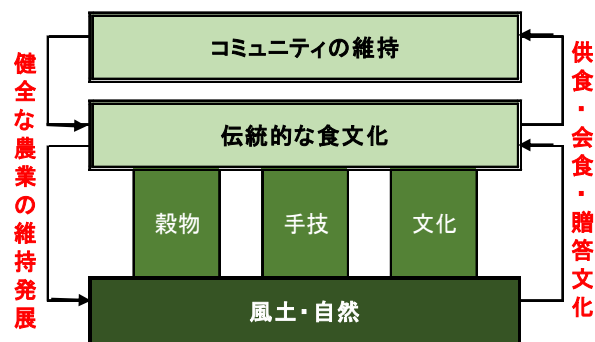 コミュニティの維持
伝統的な食文化
穀物
手技
文化
風土・自然
健全な農業の維持発展
供食・会食・贈答文化